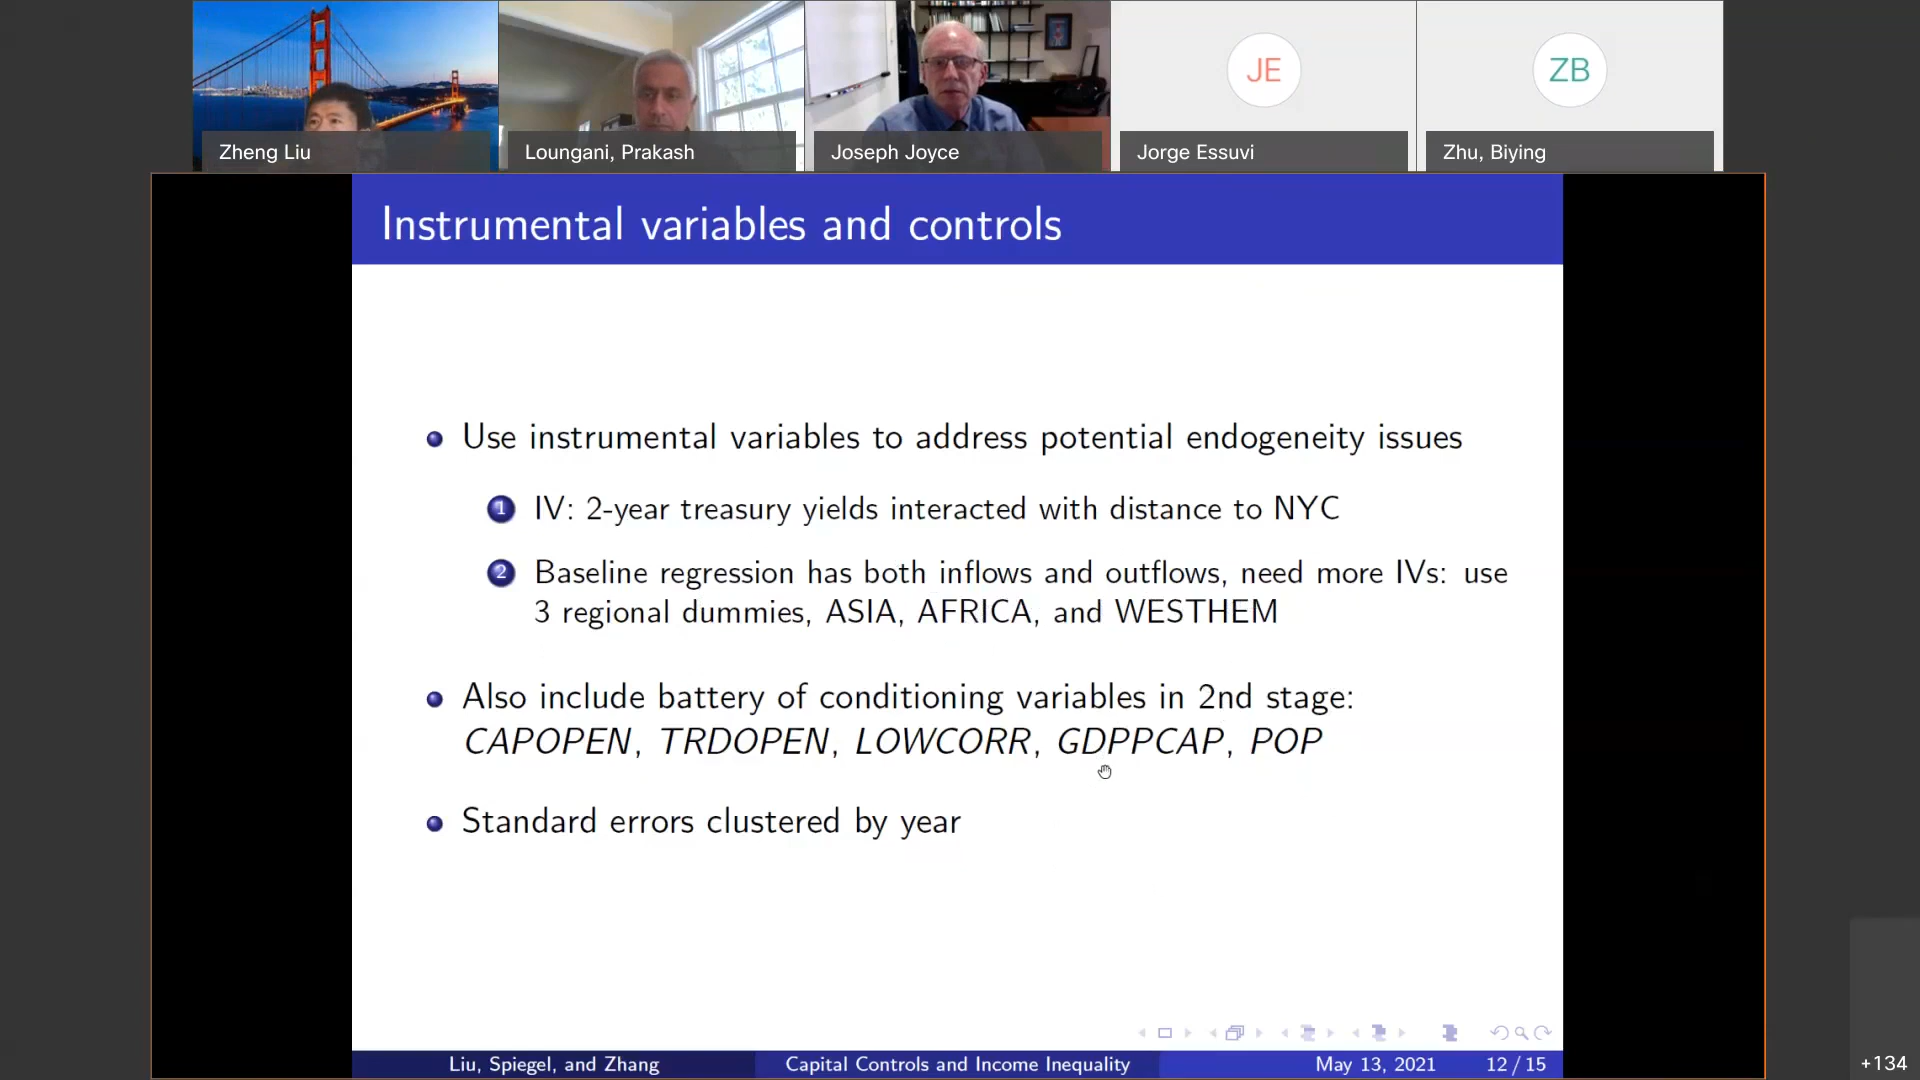 Zheng Liu
Loungani, Prakash
Joseph Joyce
JE
Jorge Essuvi
ZB
Zhu, Biying
Instrumental variables and controls
Use instrumental variables to address potential endogeneity issues
1 IV: 2-year treasury yields interacted with distance to NYC
2 Baseline regression has both inflows and outflows, need more IVs: use
3 regional dummies, ASIA, AFRICA, and WESTHEM
Also include battery of conditioning variables in 2nd stage:
CAPOPEN, TRDOPEN, LOWCORR, GDPPCAP, POP
Standard errors clustered by year
Liu, Spiegel, and Zhang
Capital Controls and Income Inequality
May 13, 2021
12 / 15
+134